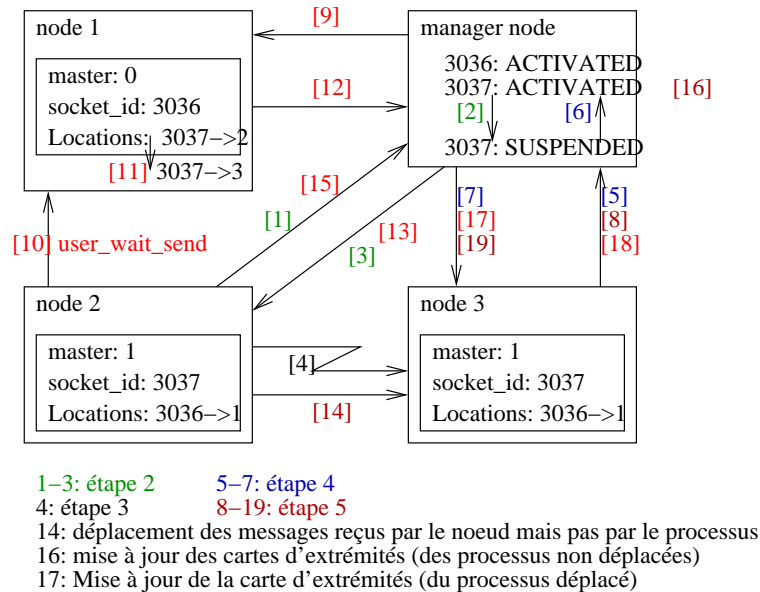 node 1
master: 0
socket_id: 3036
Locations: 3037->2
[11] 3037->3
[9]
[12]
manager node
3036: ACTIVATED
3037: ACTIVATED
[16]
[2]
[6]
3037: SUSPENDED
[10] user_wait_send
[1]
[15]
[3]
[13]
[7]
[17]
[19]
[5]
[8]
[18]
node 2
master: 1
socket_id: 3037
Locations: 3036->1
[4]
[14]
node 3
master: 1
socket_id: 3037
Locations: 3036->1
1-3: étape 2
5-7: étape 4
4: étape 3
8-19: étape 5
14: déplacement des messages reçus par le noeud mais pas par le processus
16: mise à jour des cartes d'extrémités (des processus non déplacées)
17: Mise à jour de la carte d'extrémités (du processus déplacé)